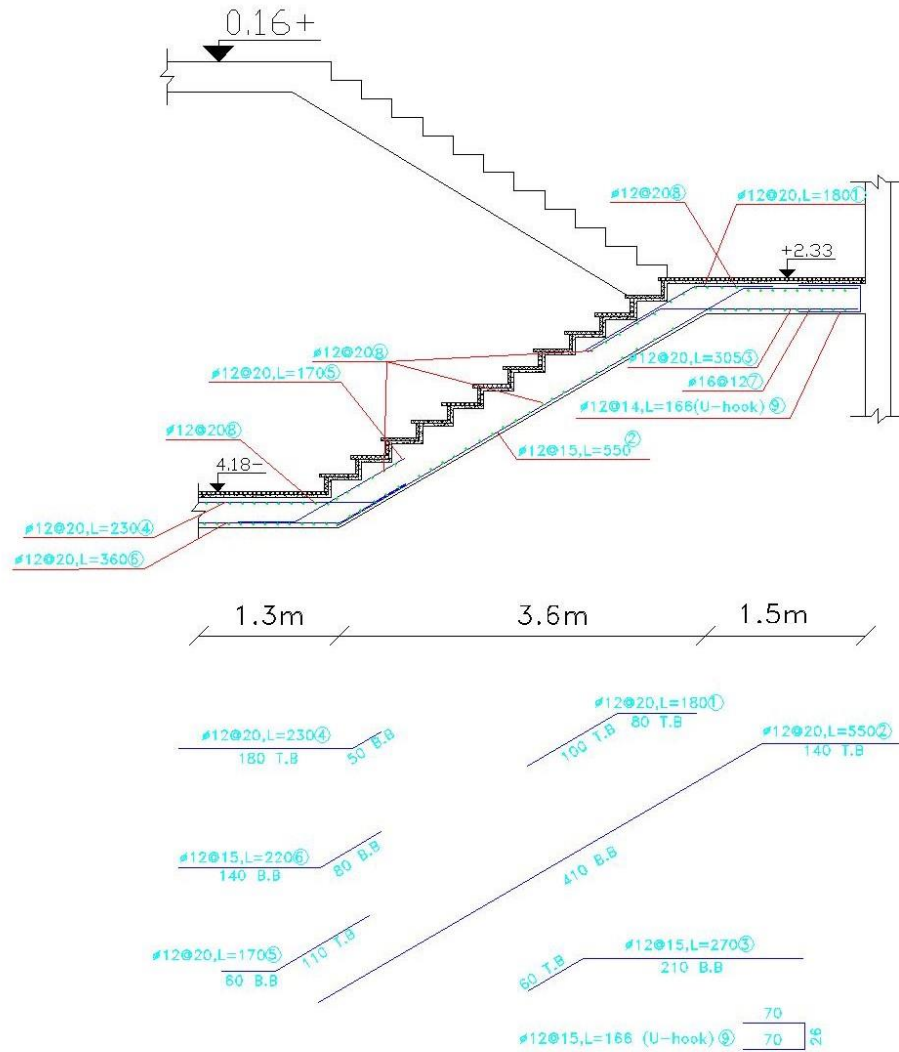 0.16+
ø12@20⑧
ø12@20,L=180①
+2.33
ø12@20⑧
ø12@20,L=170⑤
ø12@20,L=305③
ø16@12⑦
ø12@14,L=166(U-hook)⑨
ø12@20⑧
ø12@15,L=550②
4.18-
ø12@20,L=230④
ø12@20,L=360⑥
1.3m
3.6m
1.5m
ø12@20,L=180①
80 T.B
100 T.B
ø12@20,L=230④
180 T.B
50 B.B
ø12@20,L=550②
140 T.B
410 B.B
ø12@15,L=220⑥
140 B.B
80 B.B
ø12@20,L=170⑤
60 B.B
110 T.B
ø12@15,L=270③
210 B.B
60 T.B
70
ø12@15,L=166 (U-hook)⑨
70
26